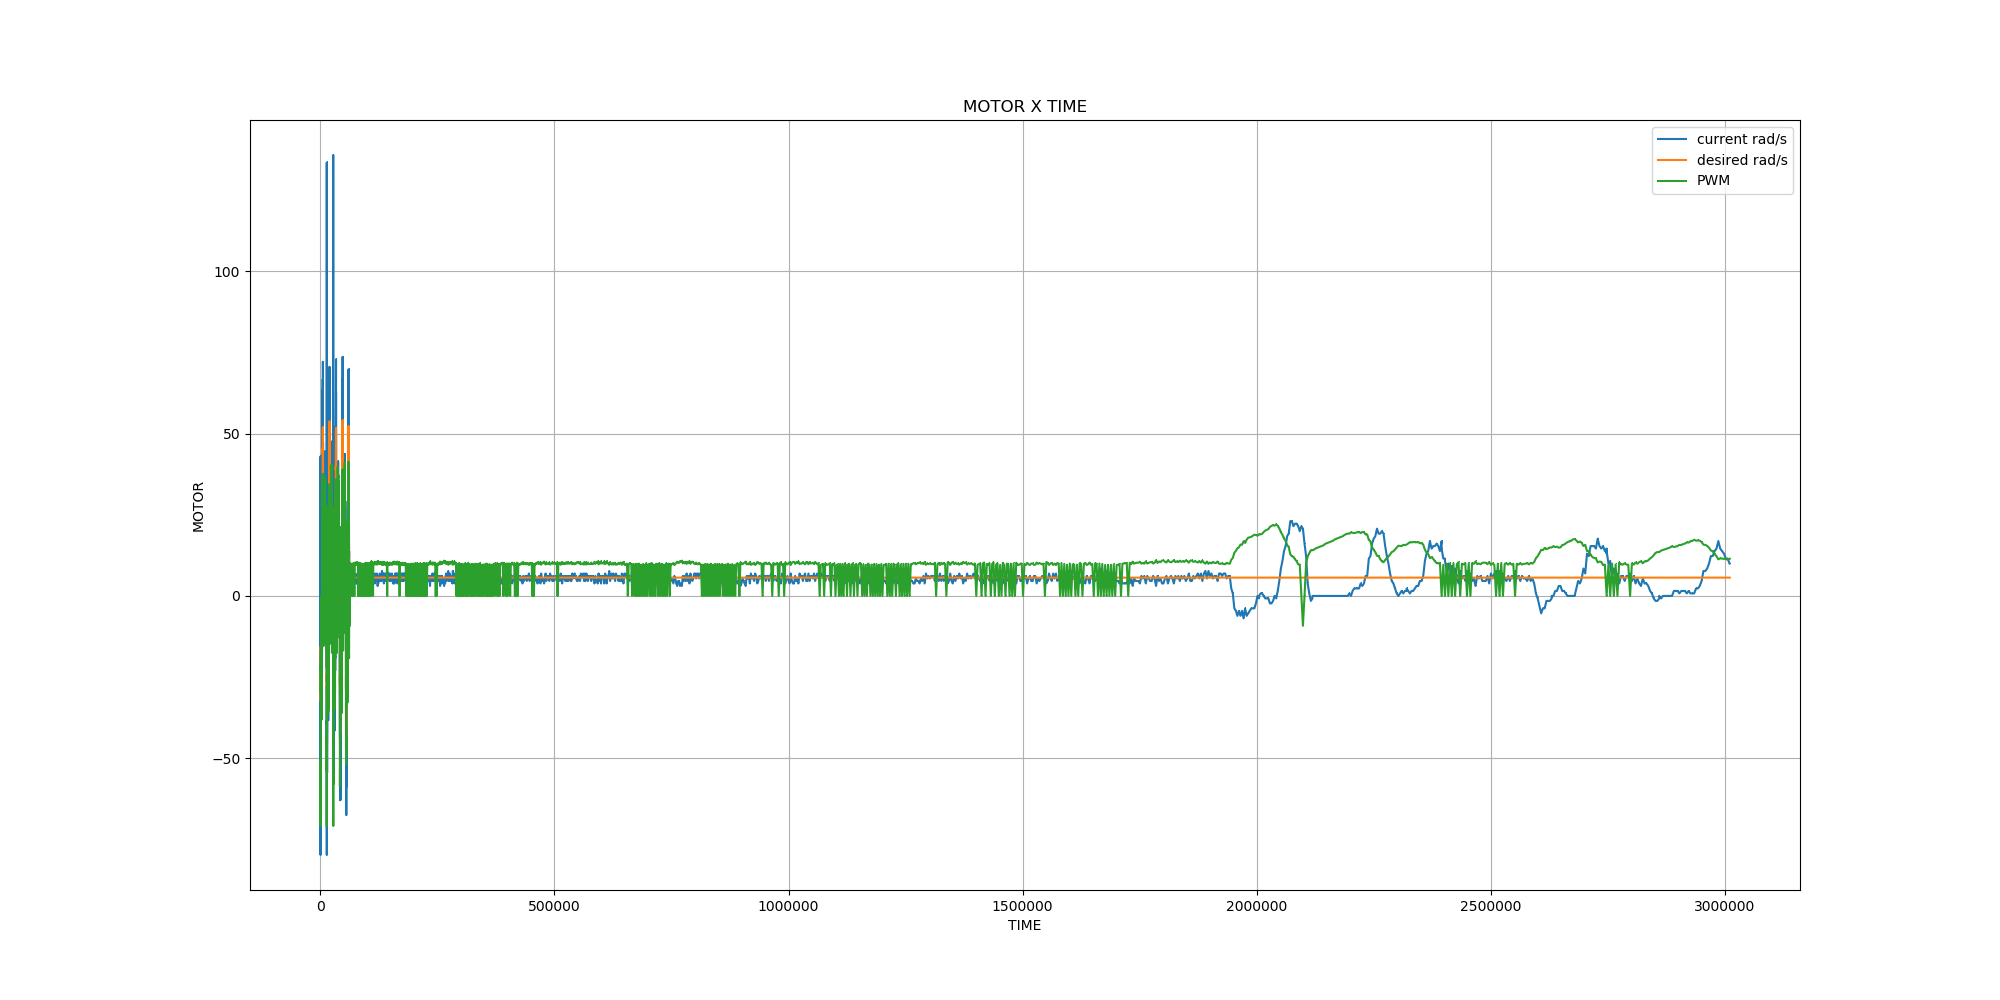 MOTOR X TIME
current rad/s
desired rad/s
PWM
100
50
0
−50
MOTOR
0
500000
1000000
1500000
2000000
2500000
3000000
TIME